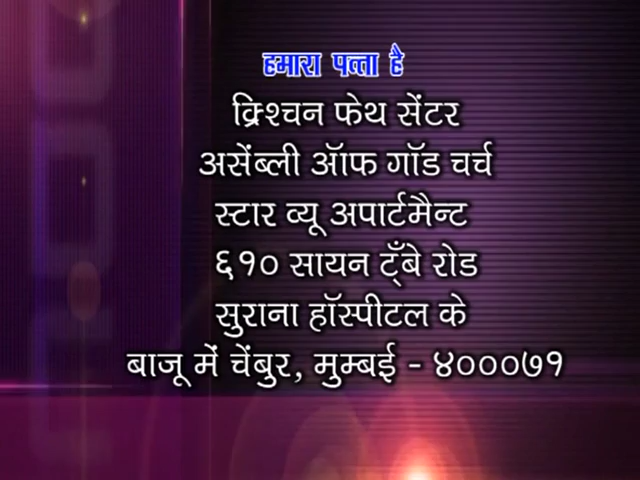 हमारा पत्ता है
क्रिश्चन फेथ सेंटर
असेंब्ली ऑफ गॉड चर्च
स्टार व्यू अपार्टमैन्ट
६१० सायन ट्रॅंबे रोड
सुराना हॉस्पीटल के
बाजू में चेंबुर, मुम्बई - ४०००७१